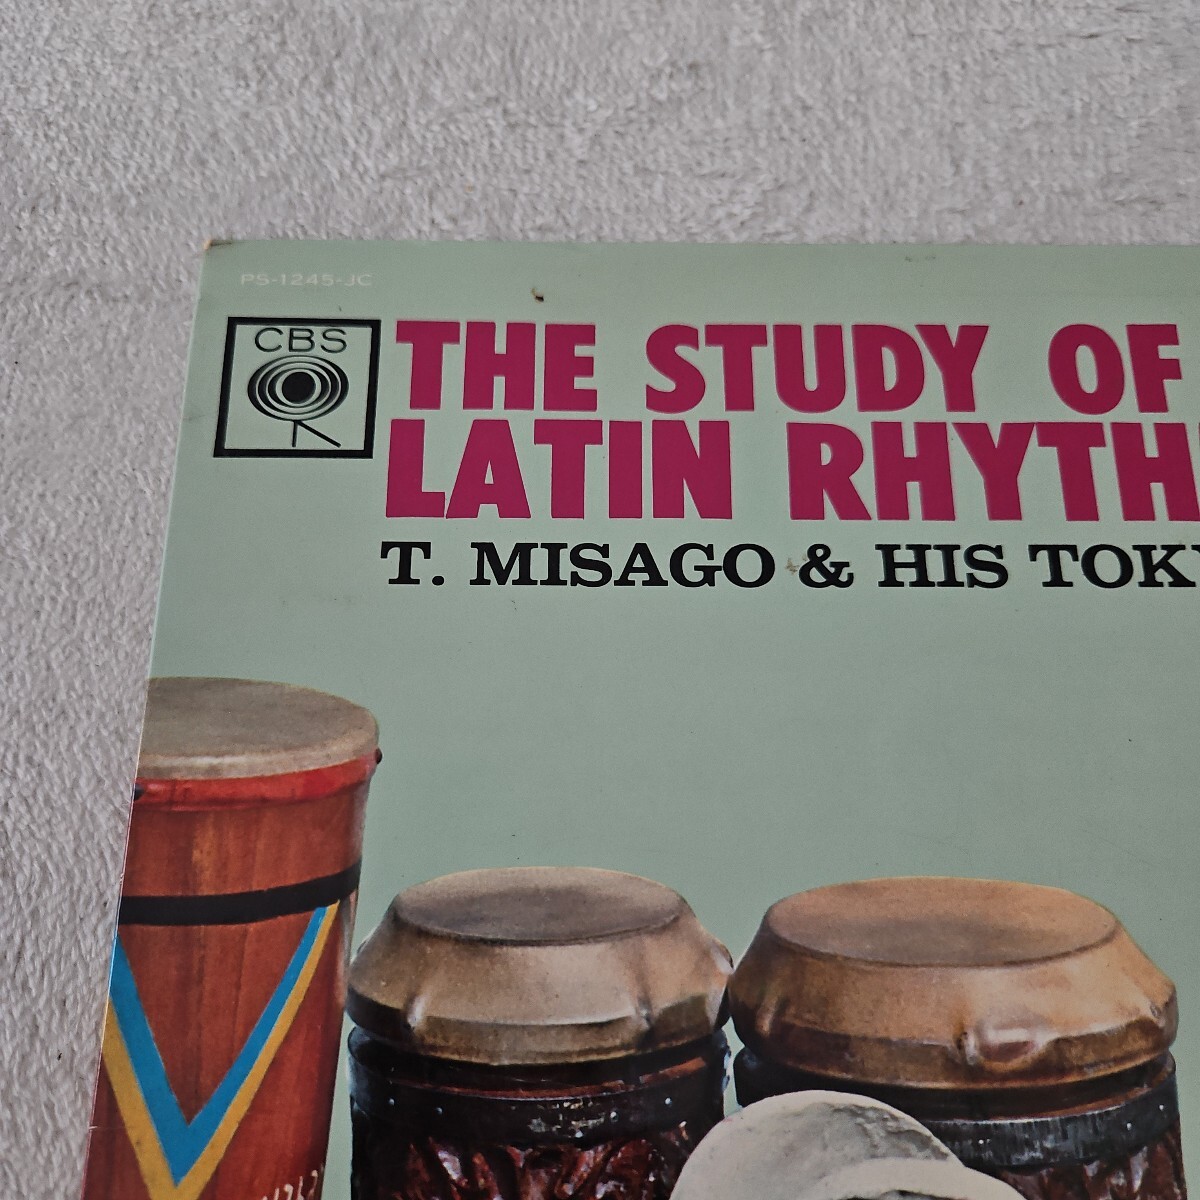 PS-1245-JC
CBS
THE STUDY OF
LATIN RHYTH
T. MISAGO & HIS TOK